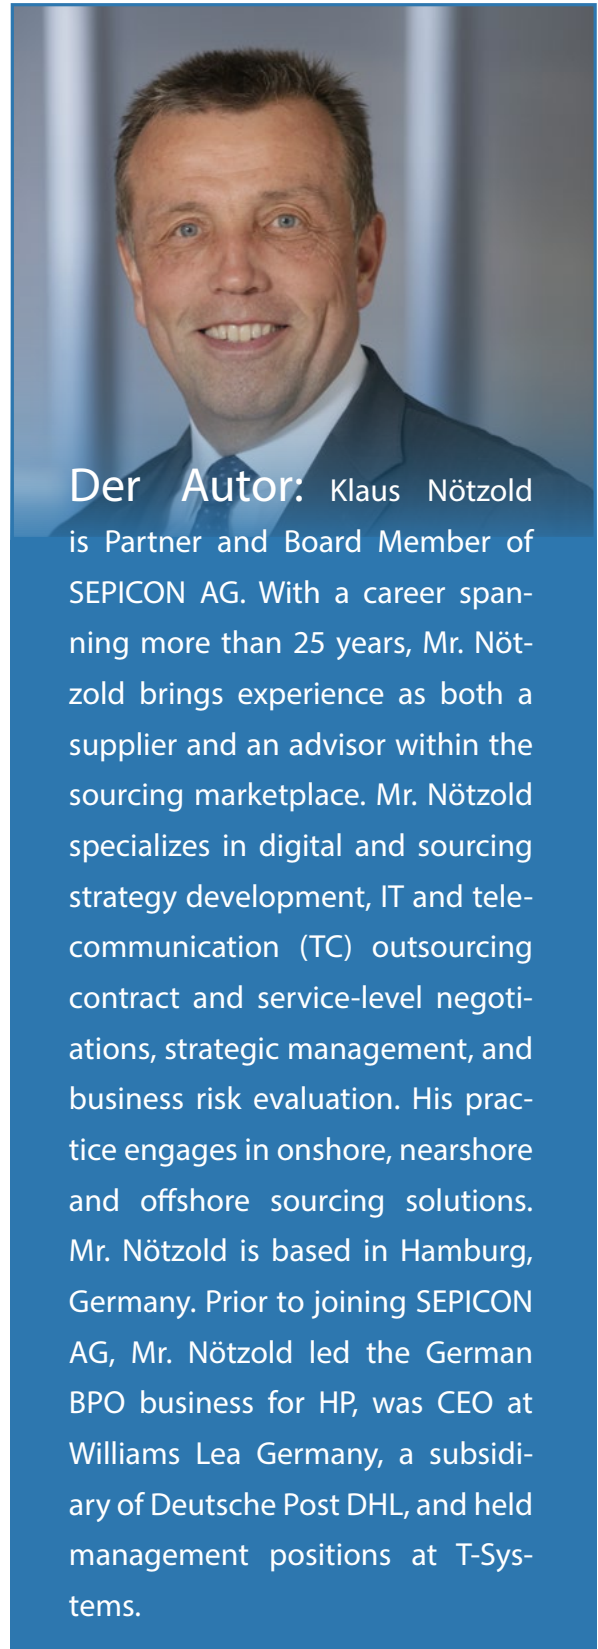 Der Autor: Klaus Nötzold
is Partner and Board Member of
SEPICON AG. With a career span-
ning more than 25 years, Mr. Nöt-
zold brings experience as both a
supplier and an advisor within the
sourcing marketplace. Mr. Nötzold
specializes in digital and sourcing
strategy development, IT and tele-
communication (TC) outsourcing
contract and service-level negoti-
ations, strategic management, and
business risk evaluation. His prac-
tice engages in onshore, nearshore
and offshore sourcing solutions.
Mr. Nötzold is based in Hamburg,
Germany. Prior to joining SEPICON
AG, Mr. Nötzold led the German
BPO business for HP, was CEO at
Williams Lea Germany, a subsidi-
ary of Deutsche Post DHL, and held
management positions at T-Sys-
tems.